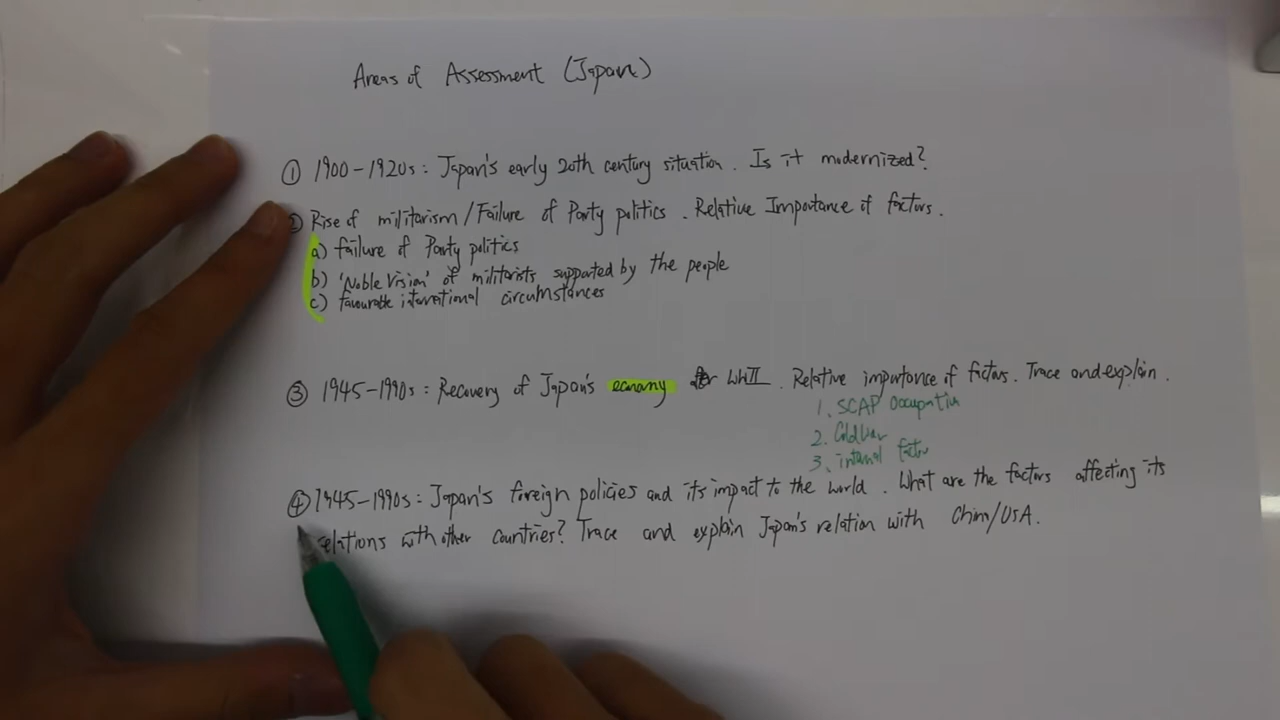 Areas of Assessment (Japan)
① 1900-1920s: Japan's early 20th century situation. Is it modernized?
② Rise of militarism / Failure of Party politics. Relative Importance of factors.
a) failure of Party politics
b) 'Noble Vision' of militarists supported by the people
c) favourable international circumstances
③ 1945-1990s: Recovery of Japan's economy after WWII. Relative importance of factors. Trace and explain.
1. SCAP Occupation
2. Cold War
3. internal factor
④ 1945-1990s: Japan's foreign policies and its impact to the world. What are the factors affecting its
relations with other countries? Trace and explain Japan's relation with China/USA.